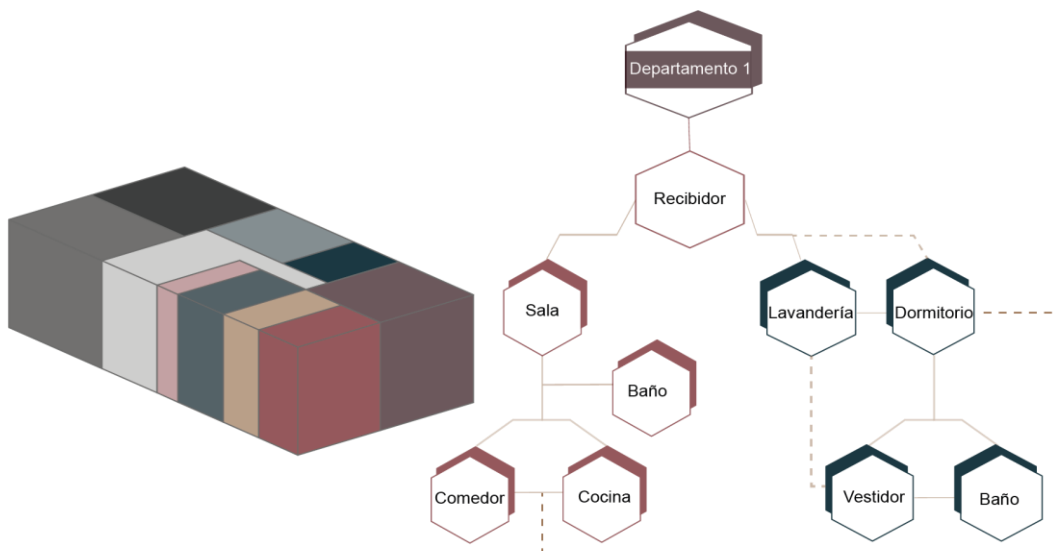 Departamento 1
Recibidor
Sala
Lavandería
Dormitorio
Baño
Comedor
Cocina
Vestidor
Baño